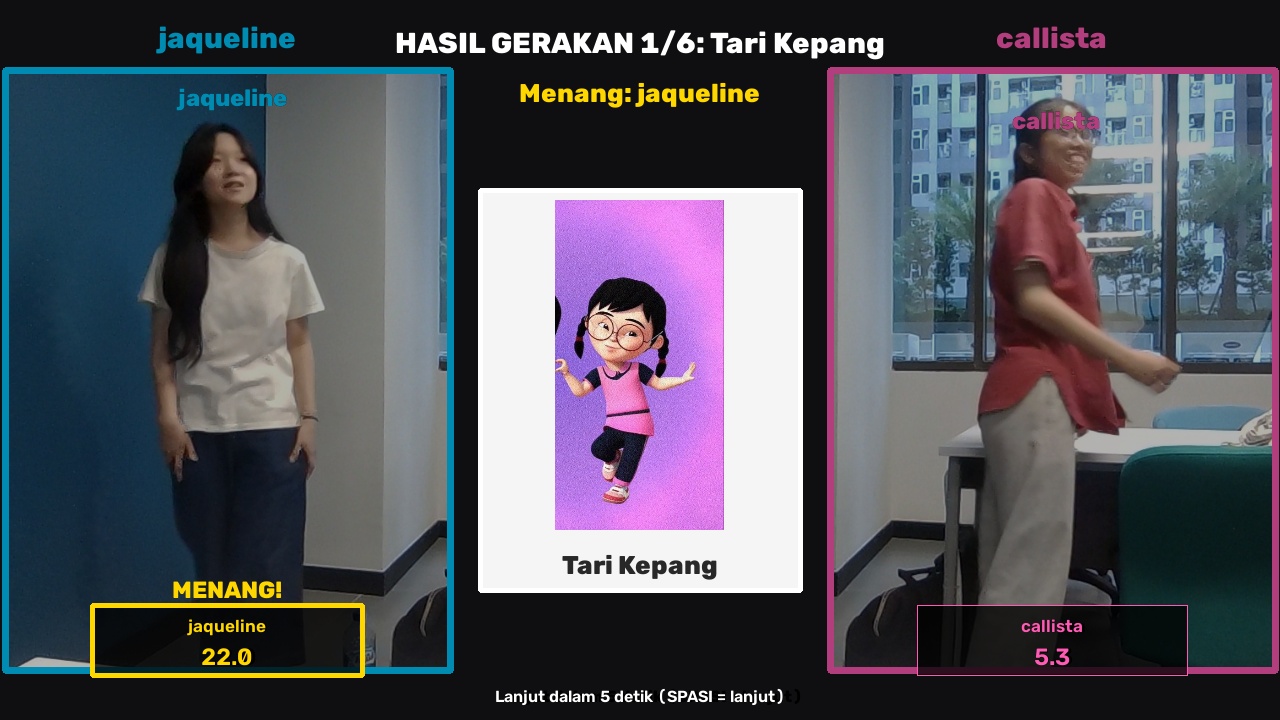 jaqueline
HASIL GERAKAN 1/6: Tari Kepang
callista
Menang: jaqueline
jaqueline
callista
Tari Kepang
MENANG!
jaqueline
22.0
callista
5.3
Lanjut dalam 5 detik (SPASI = lanjut)